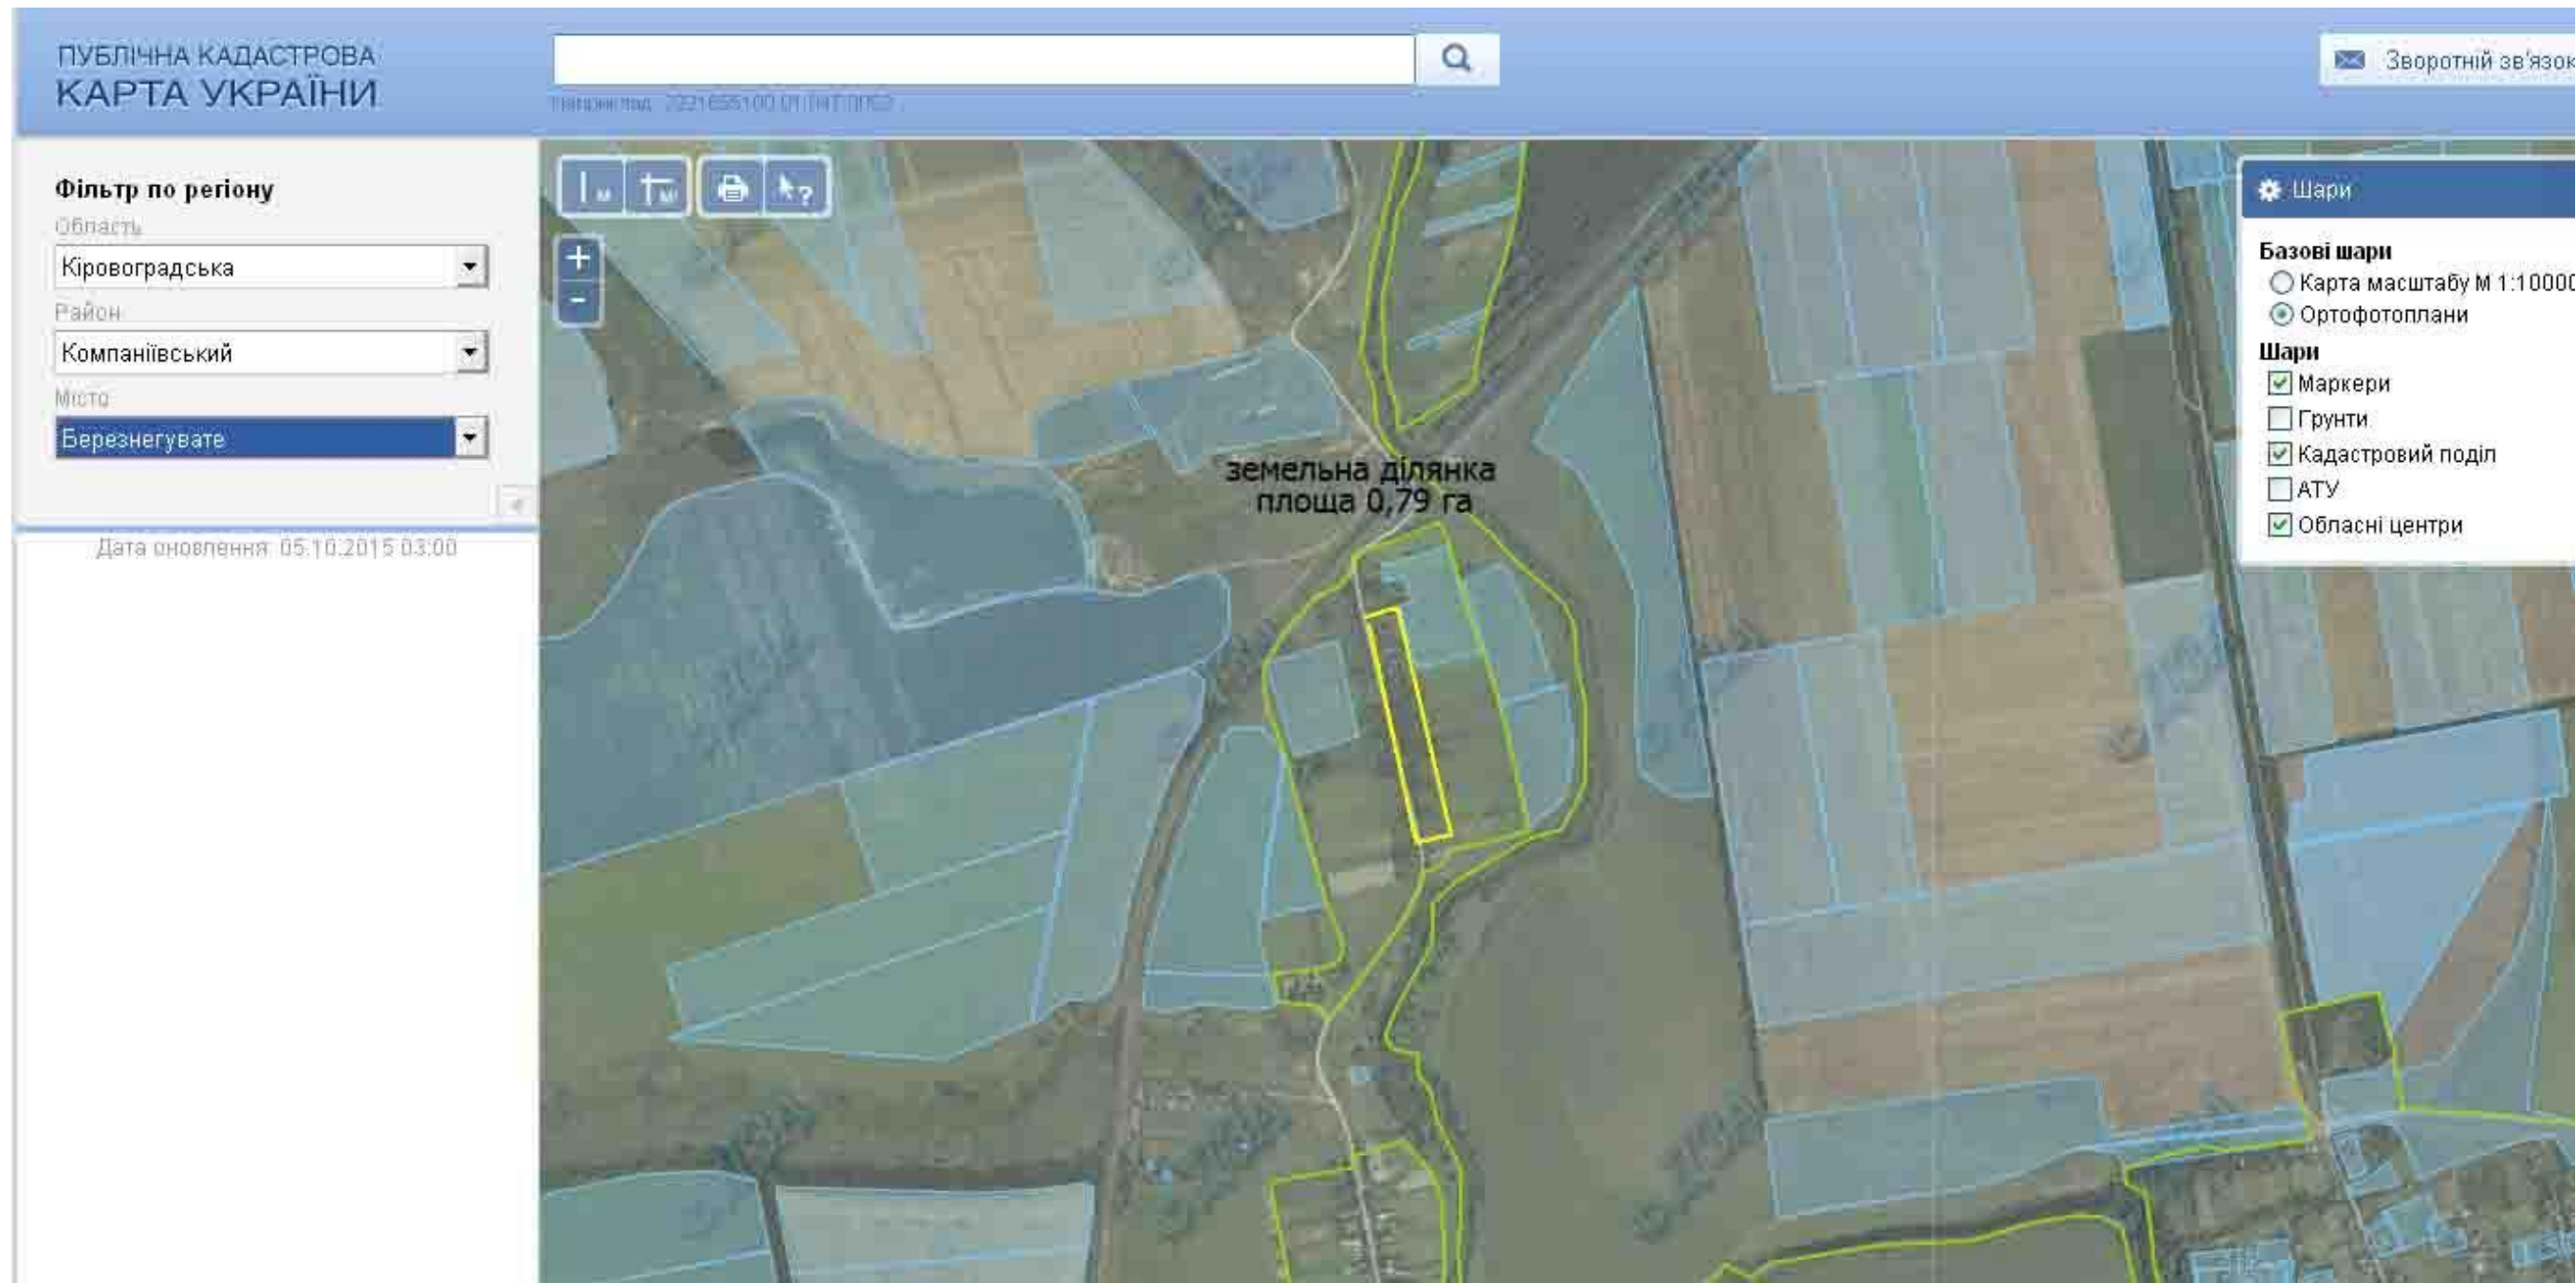 ПУБЛІЧНА КАДАСТРОВА
КАРТА УКРАЇНИ
Зворотній зв'язок
Фільтр по регіону
Область
Кіровоградська
Район
Компаніївський
Місто
Березнегувате
Дата оновлення: 05.10.2015 03:00
земельна ділянка
площа 0,79 га
Шари
Базові шари
Карта масштабу М 1:10000
Ортофотоплани
Шари
Маркери
Грунти
Кадастровий поділ
АТУ
Обласні центри